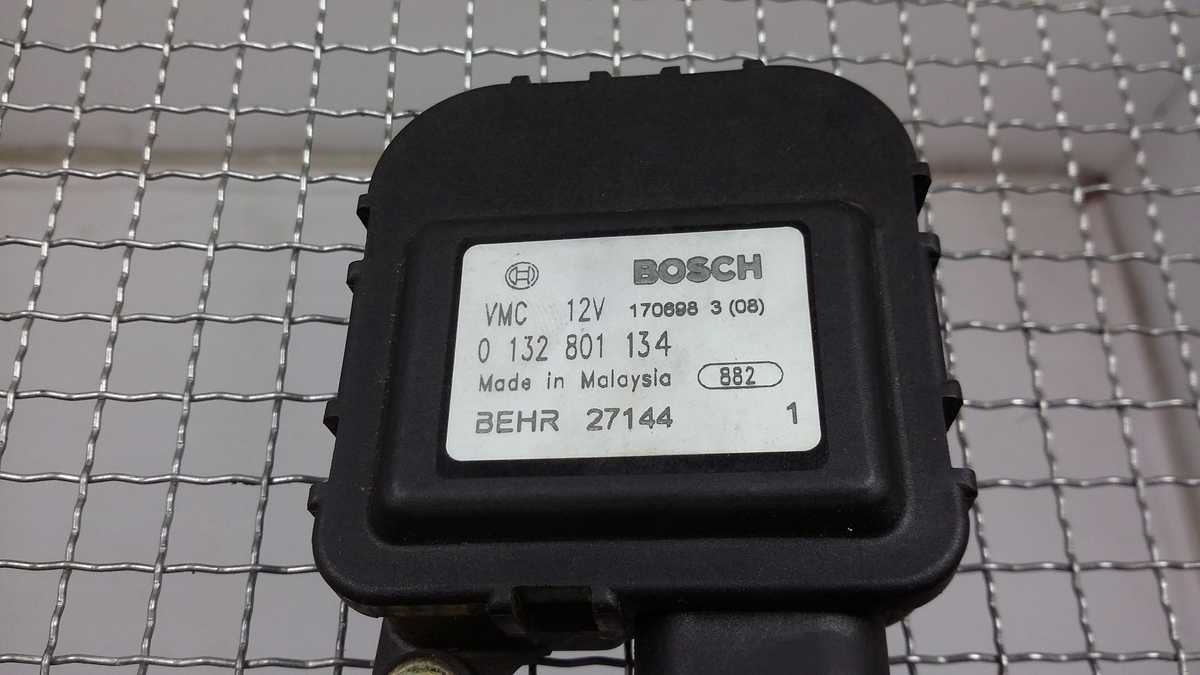 BOSCH
VMC 12V 170698 3 (08)
0 132 801 134
Made in Malaysia 882
BEHR 27144 1